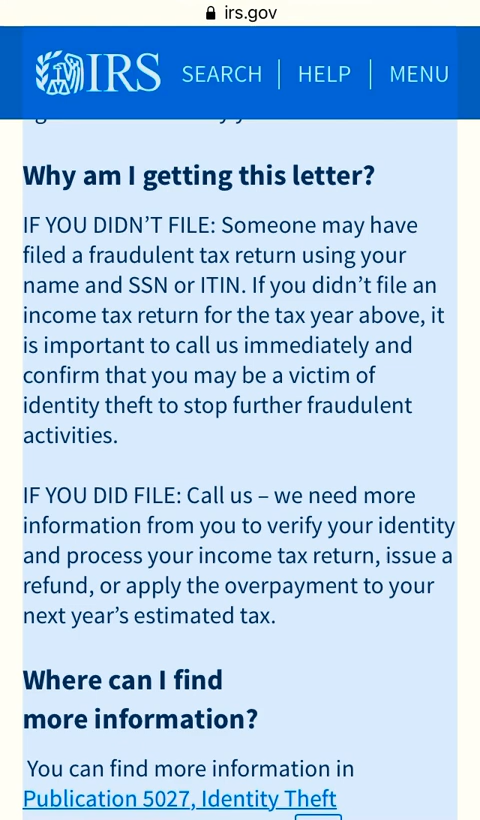 irs.gov
IRS SEARCH | HELP | MENU
Why am I getting this letter?
IF YOU DIDN’T FILE: Someone may have
filed a fraudulent tax return using your
name and SSN or ITIN. If you didn’t file an
income tax return for the tax year above, it
is important to call us immediately and
confirm that you may be a victim of
identity theft to stop further fraudulent
activities.
IF YOU DID FILE: Call us – we need more
information from you to verify your identity
and process your income tax return, issue a
refund, or apply the overpayment to your
next year’s estimated tax.
Where can I find
more information?
You can find more information in
Publication 5027, Identity Theft